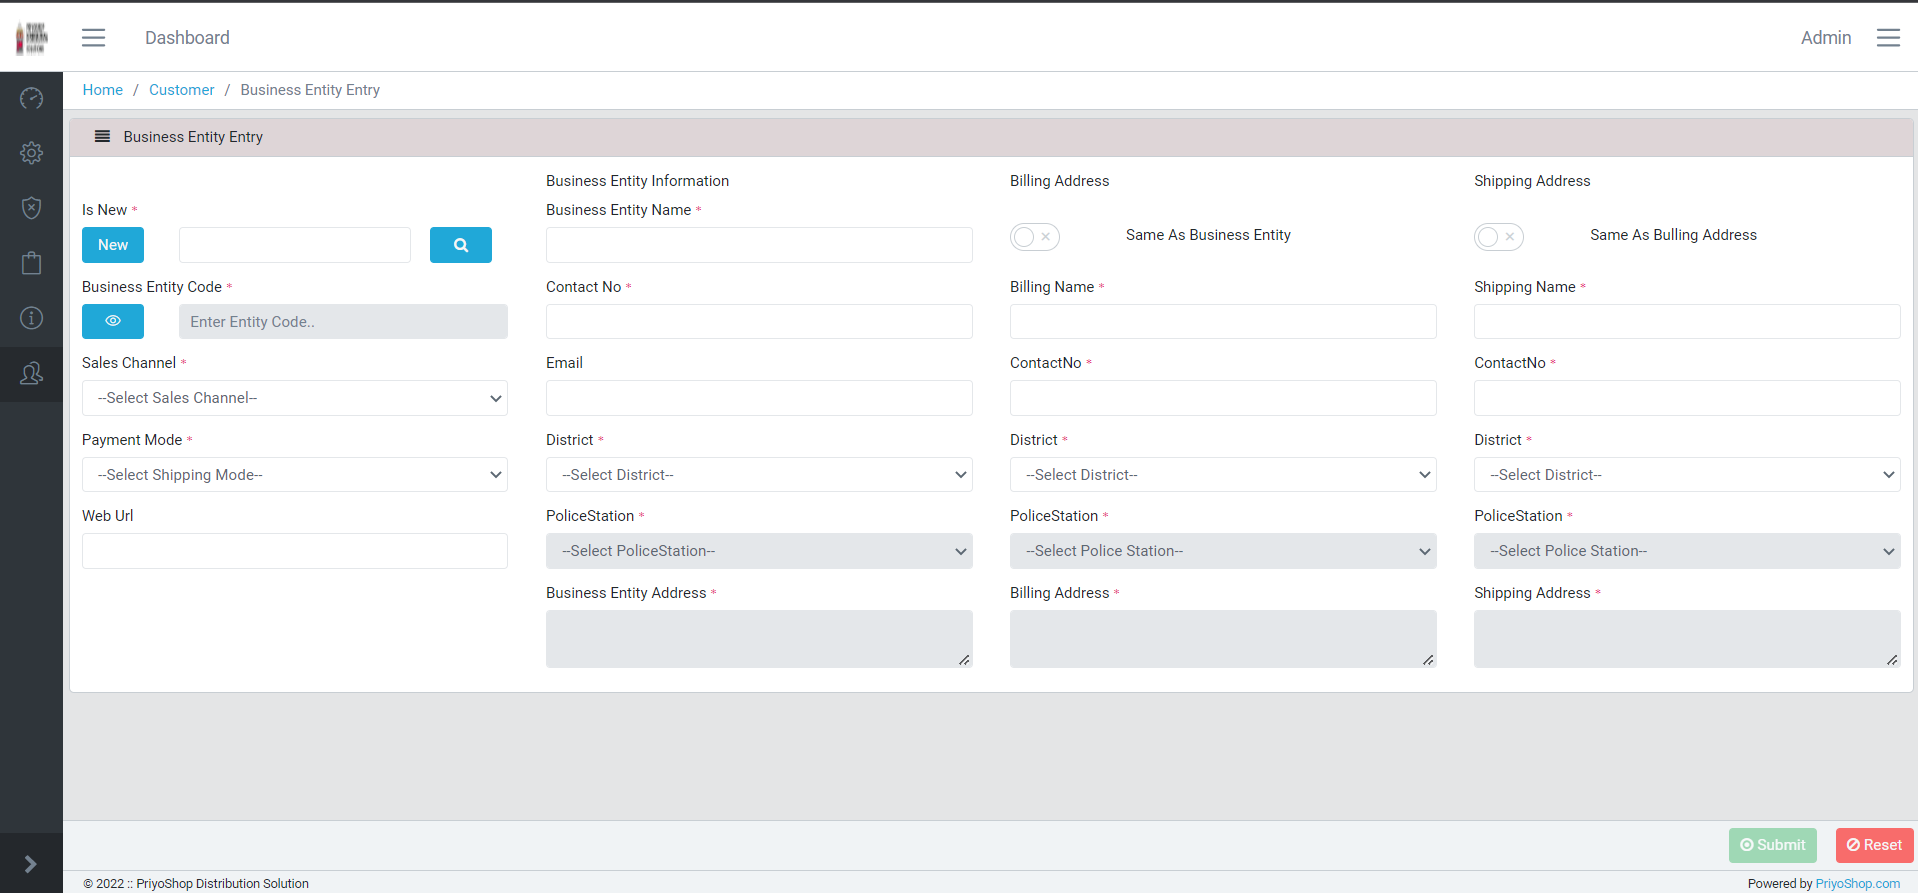 Dashboard
Admin
Home / Customer / Business Entity Entry
Business Entity Entry
Is New *
New
Business Entity Code *
Enter Entity Code..
Sales Channel *
--Select Sales Channel--
Payment Mode *
--Select Shipping Mode--
Web Url
Business Entity Information
Business Entity Name *
Contact No *
Email
District *
--Select District--
PoliceStation *
--Select PoliceStation--
Business Entity Address *
Billing Address
Same As Business Entity
Billing Name *
ContactNo *
District *
--Select District--
PoliceStation *
--Select Police Station--
Billing Address *
Shipping Address
Same As Bulling Address
Shipping Name *
ContactNo *
District *
--Select District--
PoliceStation *
--Select Police Station--
Shipping Address *
Submit
Reset
© 2022 :: PriyoShop Distribution Solution
Powered by PriyoShop.com